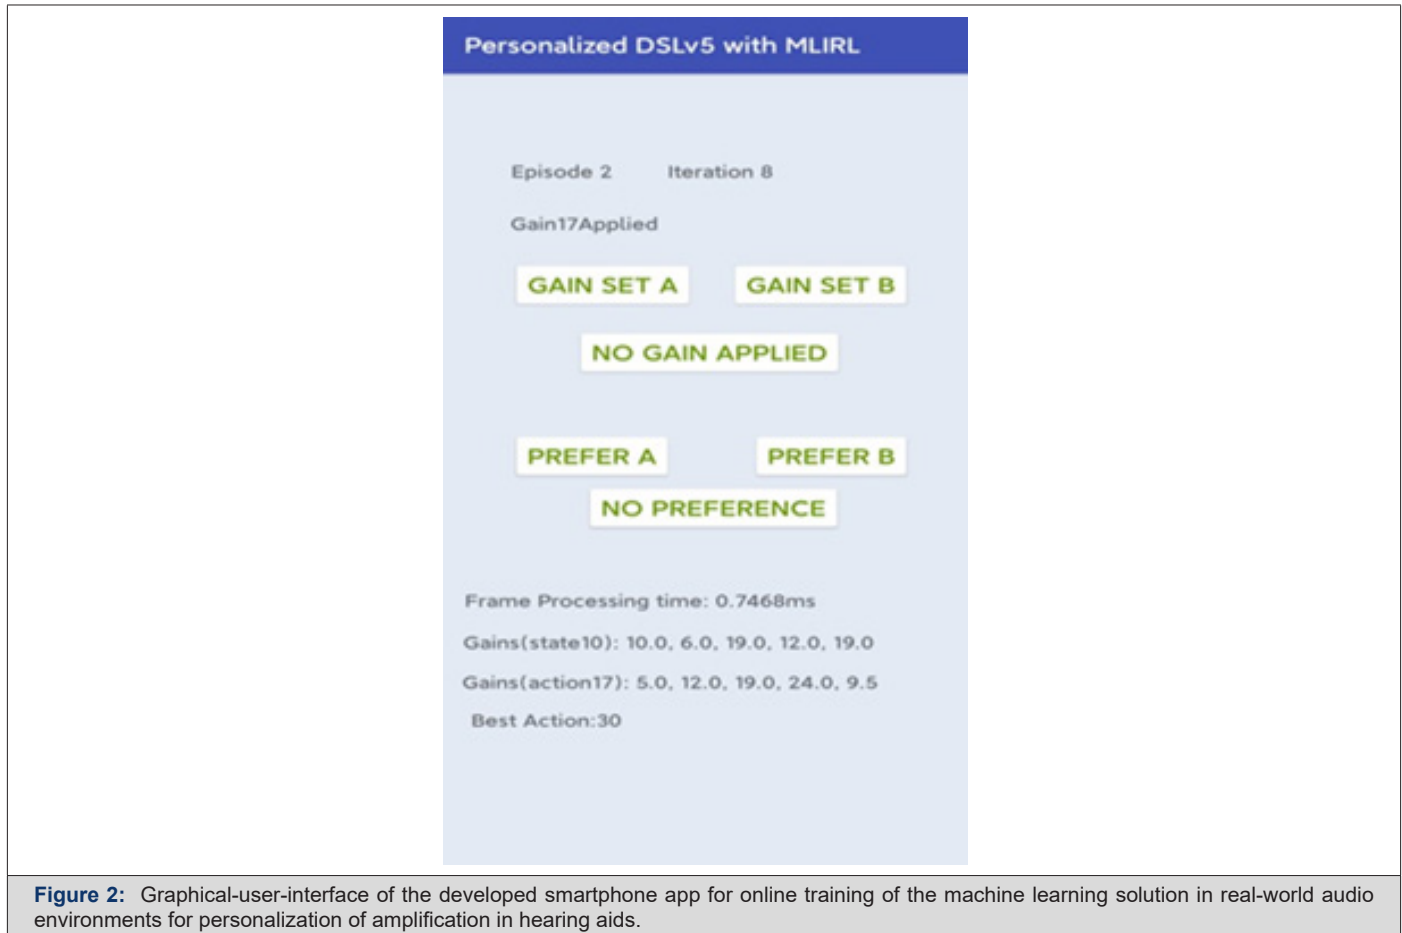 Personalized DSLv5 with MLIRL
Episode 2 Iteration 8
Gain17Applied
GAIN SET A GAIN SET B
NO GAIN APPLIED
PREFER A PREFER B
NO PREFERENCE
Frame Processing time: 0.7468ms
Gains(state10): 10.0, 6.0, 19.0, 12.0, 19.0
Gains(action17): 5.0, 12.0, 19.0, 24.0, 9.5
Best Action:30
Figure 2: Graphical-user-interface of the developed smartphone app for online training of the machine learning solution in real-world audio
environments for personalization of amplification in hearing aids.